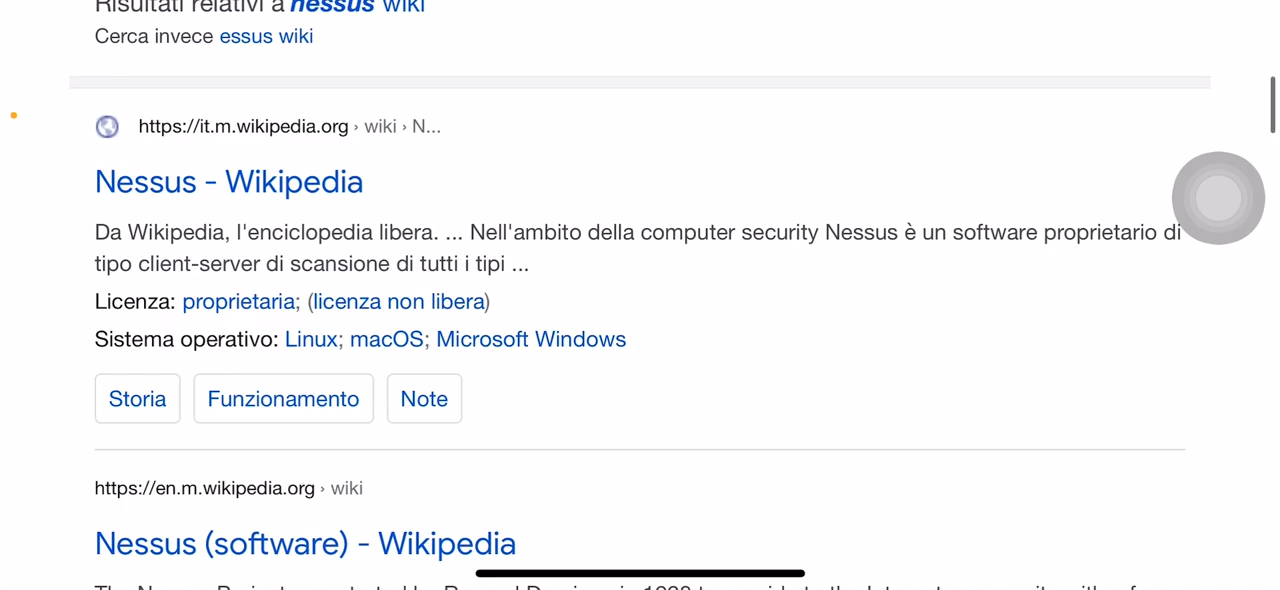 Risultati relativi a nessus wiki
Cerca invece essus wiki
https://it.m.wikipedia.org › wiki › N...
Nessus - Wikipedia
Da Wikipedia, l'enciclopedia libera. ... Nell'ambito della computer security Nessus è un software proprietario di
tipo client-server di scansione di tutti i tipi ...
Licenza: proprietaria; (licenza non libera)
Sistema operativo: Linux; macOS; Microsoft Windows
Storia
Funzionamento
Note
https://en.m.wikipedia.org › wiki
Nessus (software) - Wikipedia